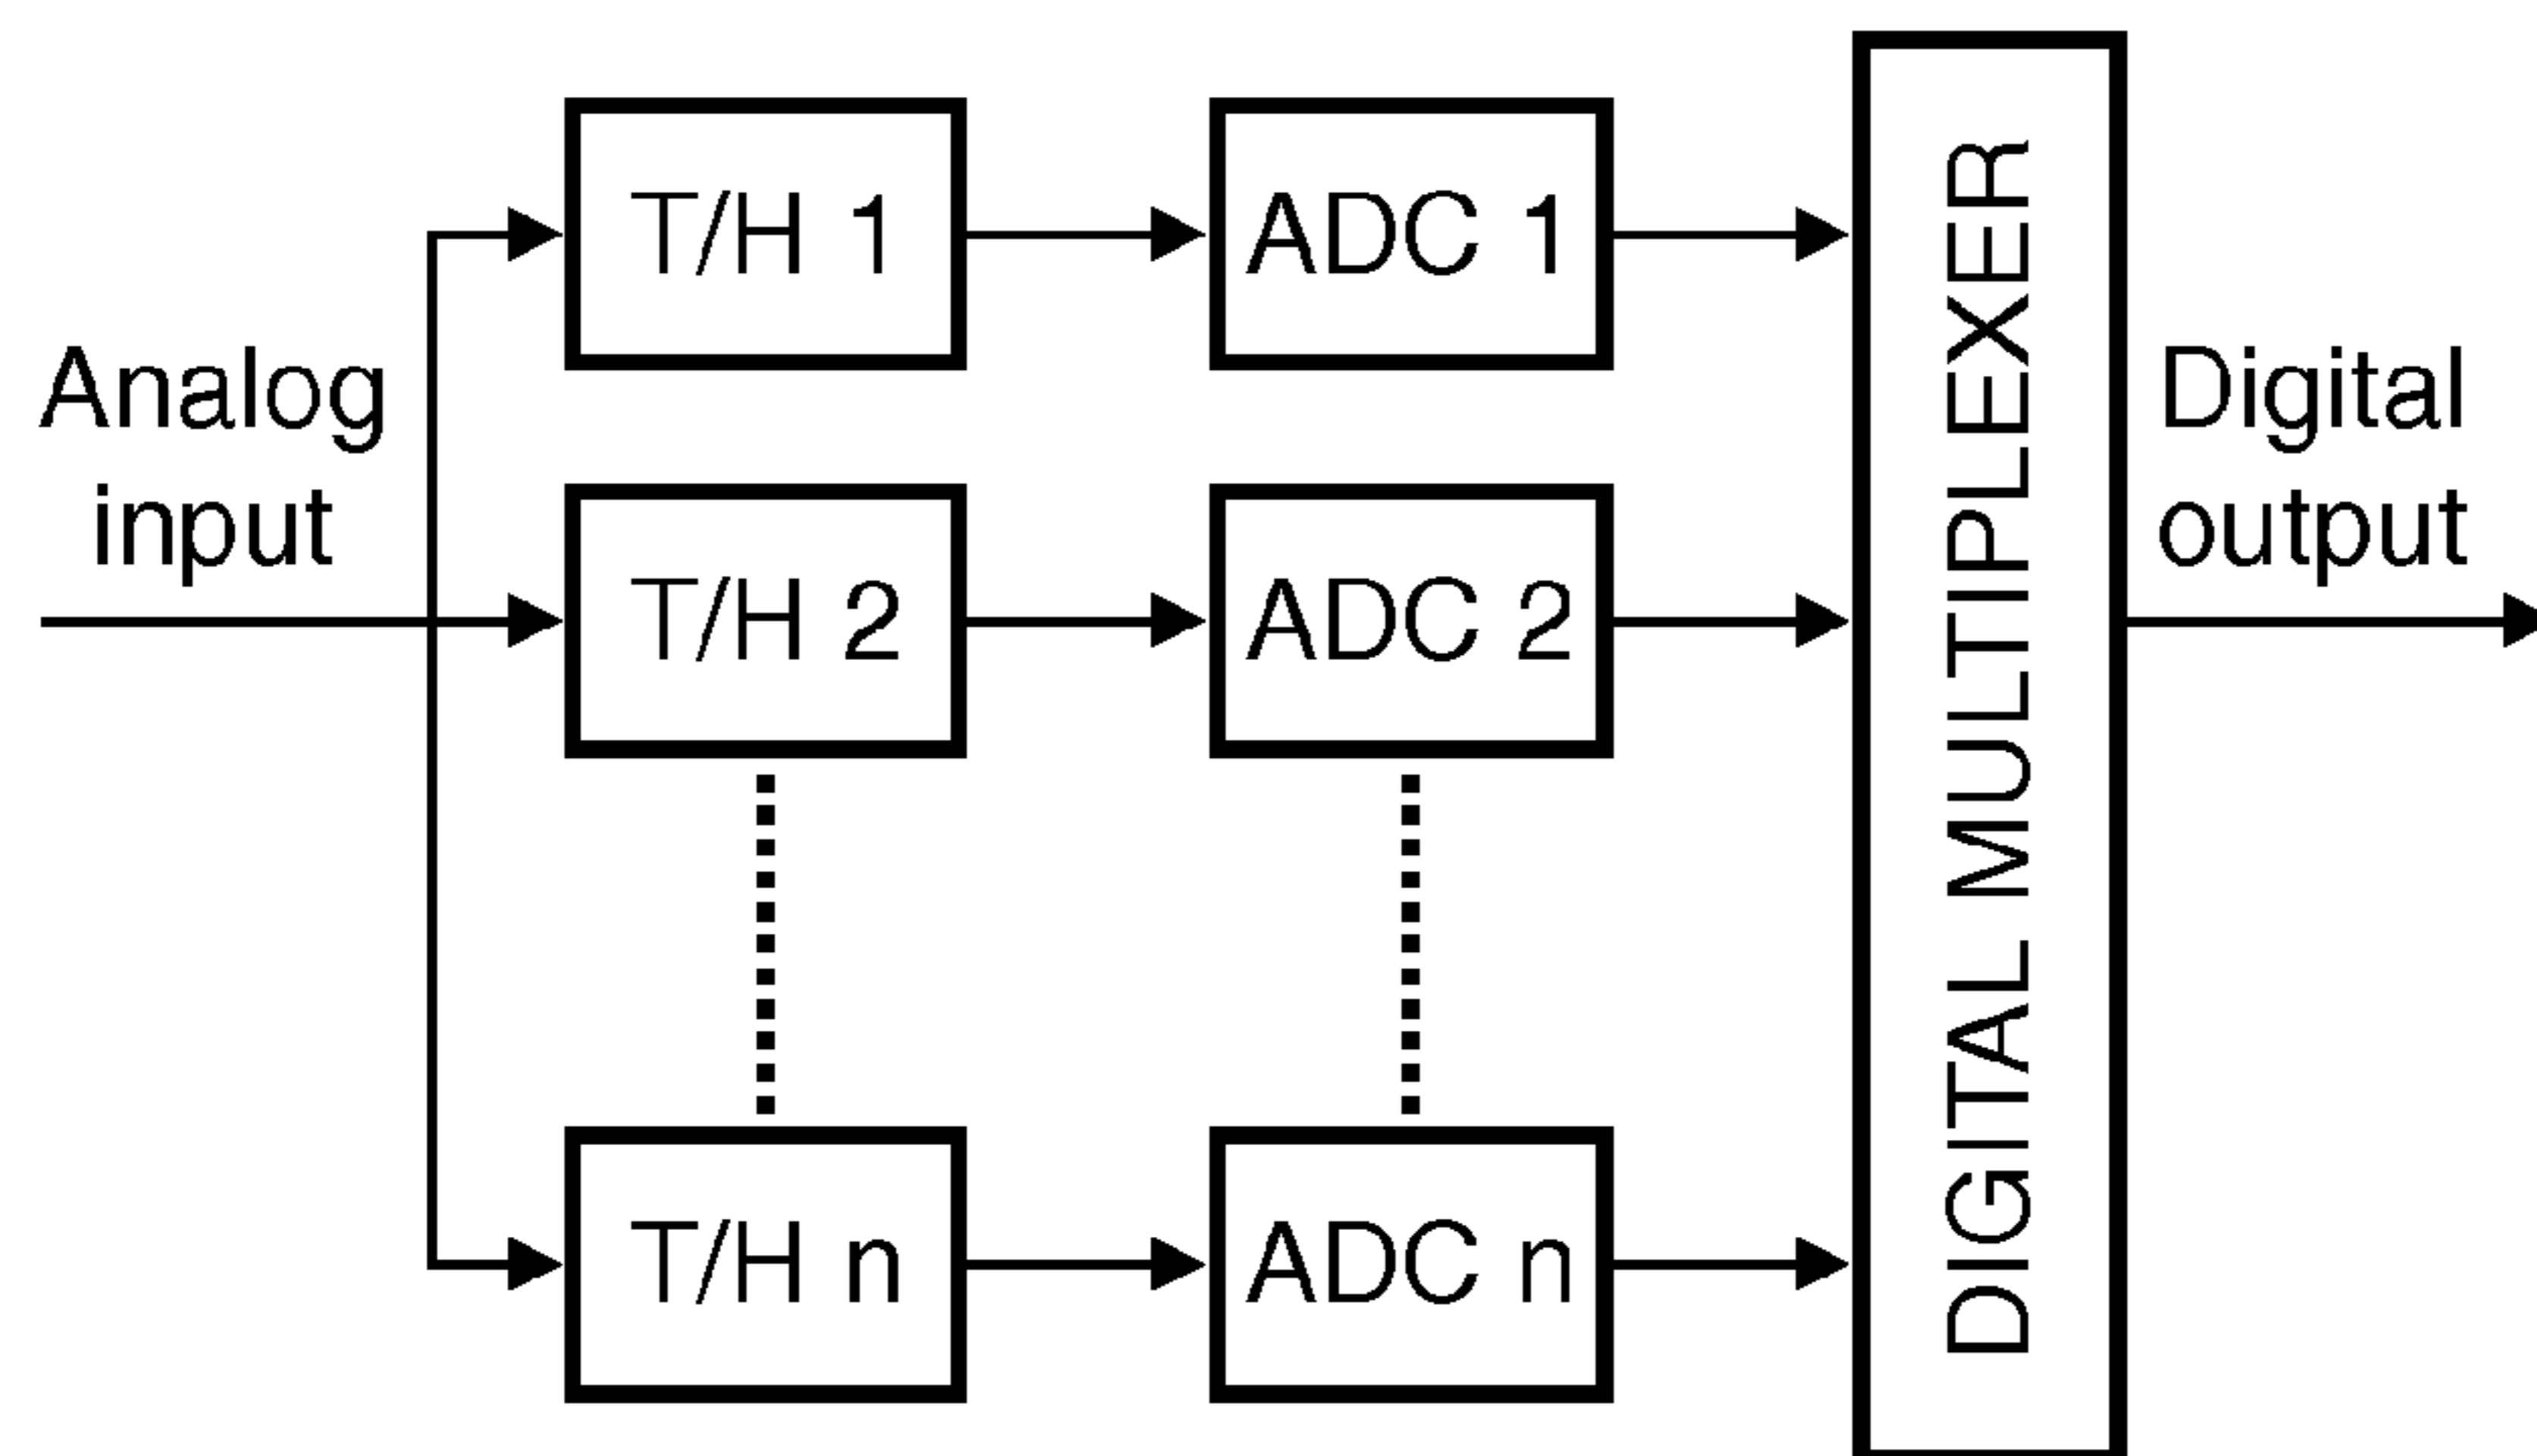 Analog
input
T/H 1
ADC 1
T/H 2
ADC 2
T/H n
ADC n
DIGITAL MULTIPLEXER
Digital
output